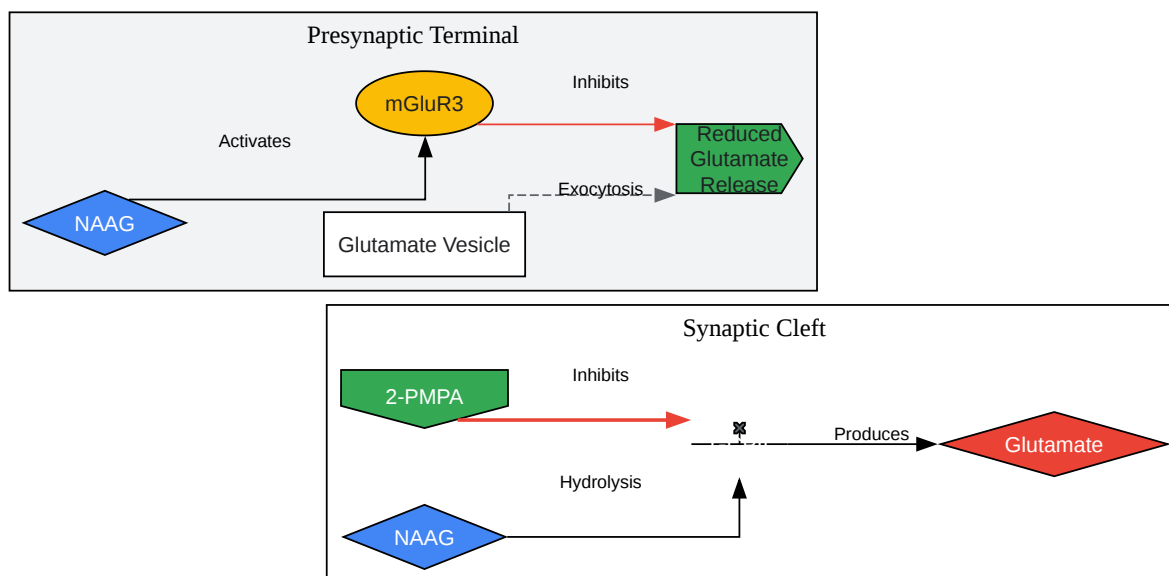 Presynaptic Terminal
Inhibits
mGluR3
Activates
Reduced
Glutamate
Release
Exocytosis
NAAG
Glutamate Vesicle
Synaptic Cleft
Inhibits
2-PMPA
Produces
Glutamate
Hydrolysis
NAAG